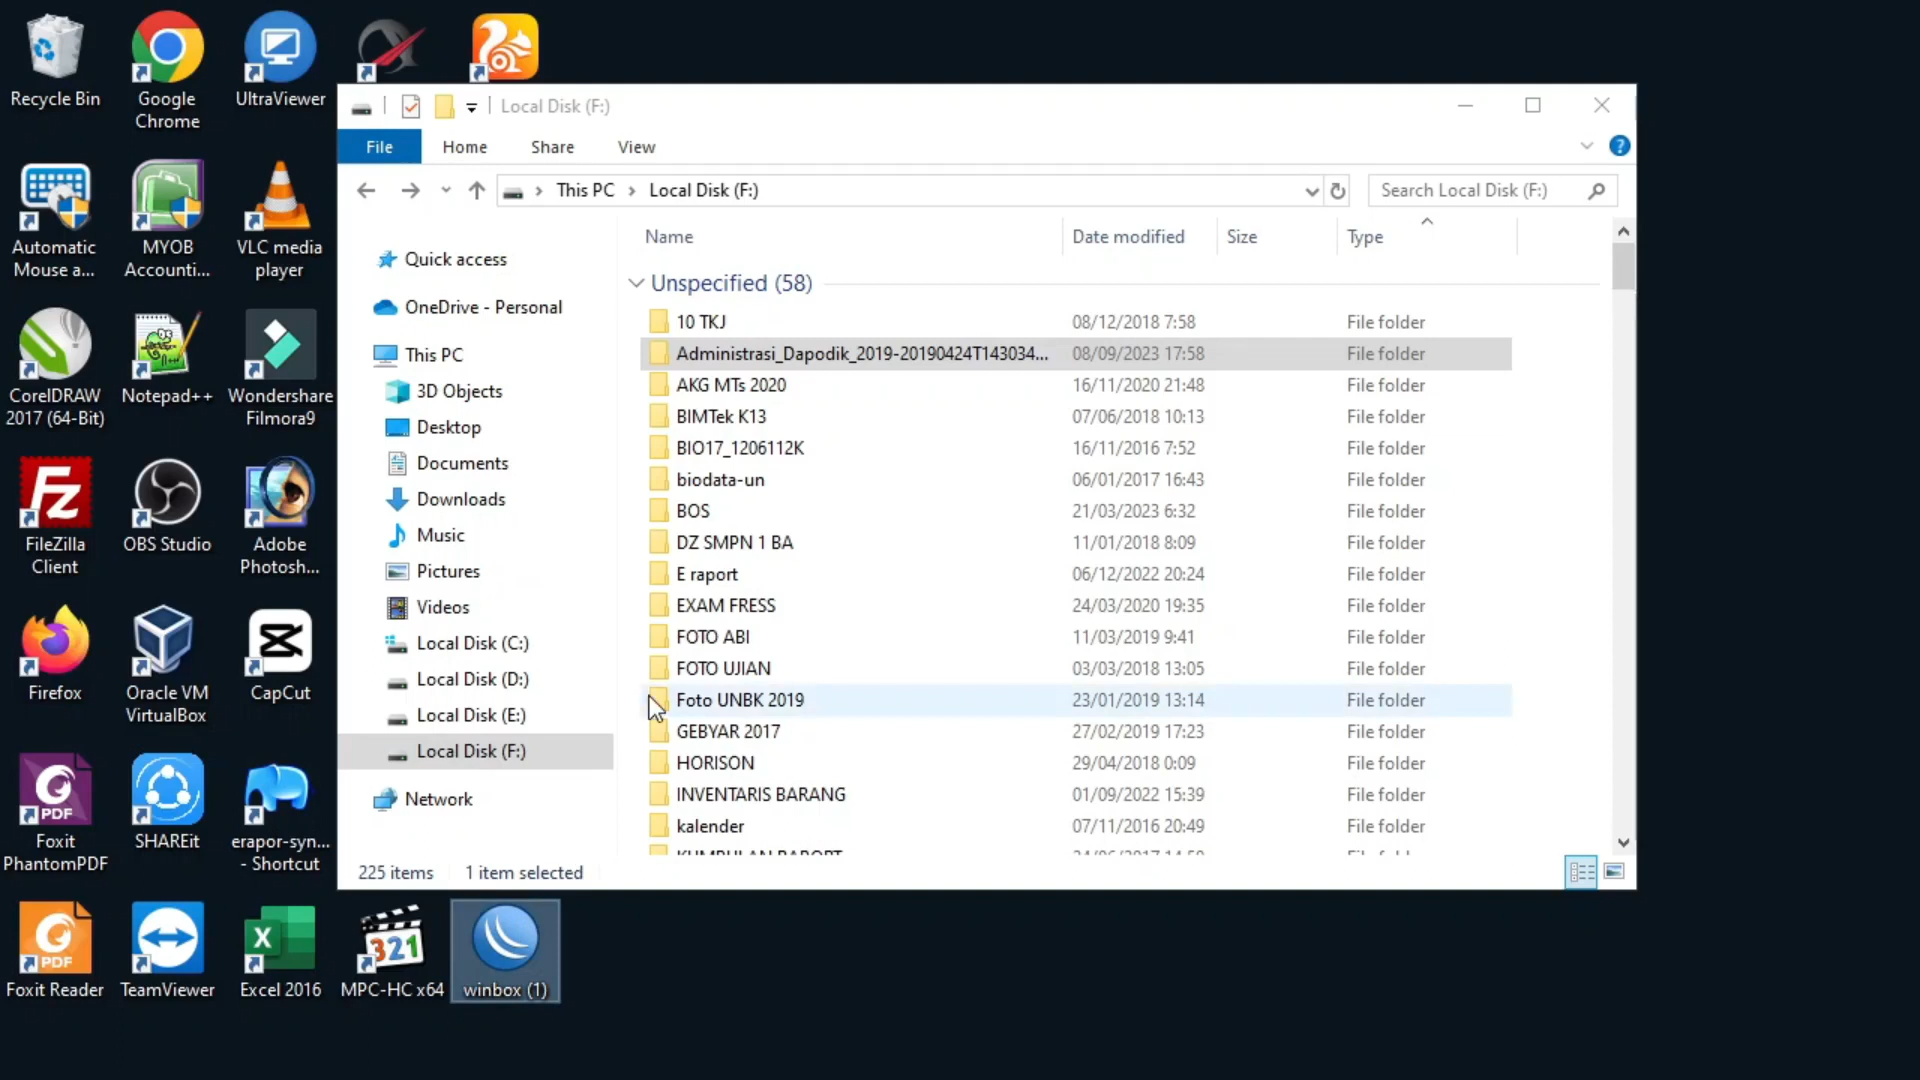 Recycle Bin
Google
Chrome
UltraViewer
Automatic
Mouse a...
MYOB
Accounti...
VLC media
player
CorelDRAW
2017 (64-Bit)
Notepad++
Wondershare
Filmora9
FileZilla
Client
OBS Studio
Adobe
Photosh...
Firefox
Oracle VM
VirtualBox
CapCut
PDF
Foxit
PhantomPDF
SHAREit
erapor-syn...
- Shortcut
PDF
Foxit Reader
TeamViewer
Excel 2016
321
MPC-HC x64
winbox (1)
Local Disk (F:)
File
Home
Share
View
This PC
Local Disk (F:)
Search Local Disk (F:)
Quick access
OneDrive - Personal
This PC
3D Objects
Desktop
Documents
Downloads
Music
Pictures
Videos
Local Disk (C:)
Local Disk (D:)
Local Disk (E:)
Local Disk (F:)
Network
Name Date modified Size Type
Unspecified (58)
10 TKJ 08/12/2018 7:58 File folder
Administrasi_Dapodik_2019-20190424T143034... 08/09/2023 17:58 File folder
AKG MTs 2020 16/11/2020 21:48 File folder
BIMTek K13 07/06/2018 10:13 File folder
BIO17_1206112K 16/11/2016 7:52 File folder
biodata-un 06/01/2017 16:43 File folder
BOS 21/03/2023 6:32 File folder
DZ SMPN 1 BA 11/01/2018 8:09 File folder
E raport 06/12/2022 20:24 File folder
EXAM FRESS 24/03/2020 19:35 File folder
FOTO ABI 11/03/2019 9:41 File folder
FOTO UJIAN 03/03/2018 13:05 File folder
Foto UNBK 2019 23/01/2019 13:14 File folder
GEBYAR 2017 27/02/2019 17:23 File folder
HORISON 29/04/2018 0:09 File folder
INVENTARIS BARANG 01/09/2022 15:39 File folder
kalender 07/11/2016 20:49 File folder
225 items 1 item selected